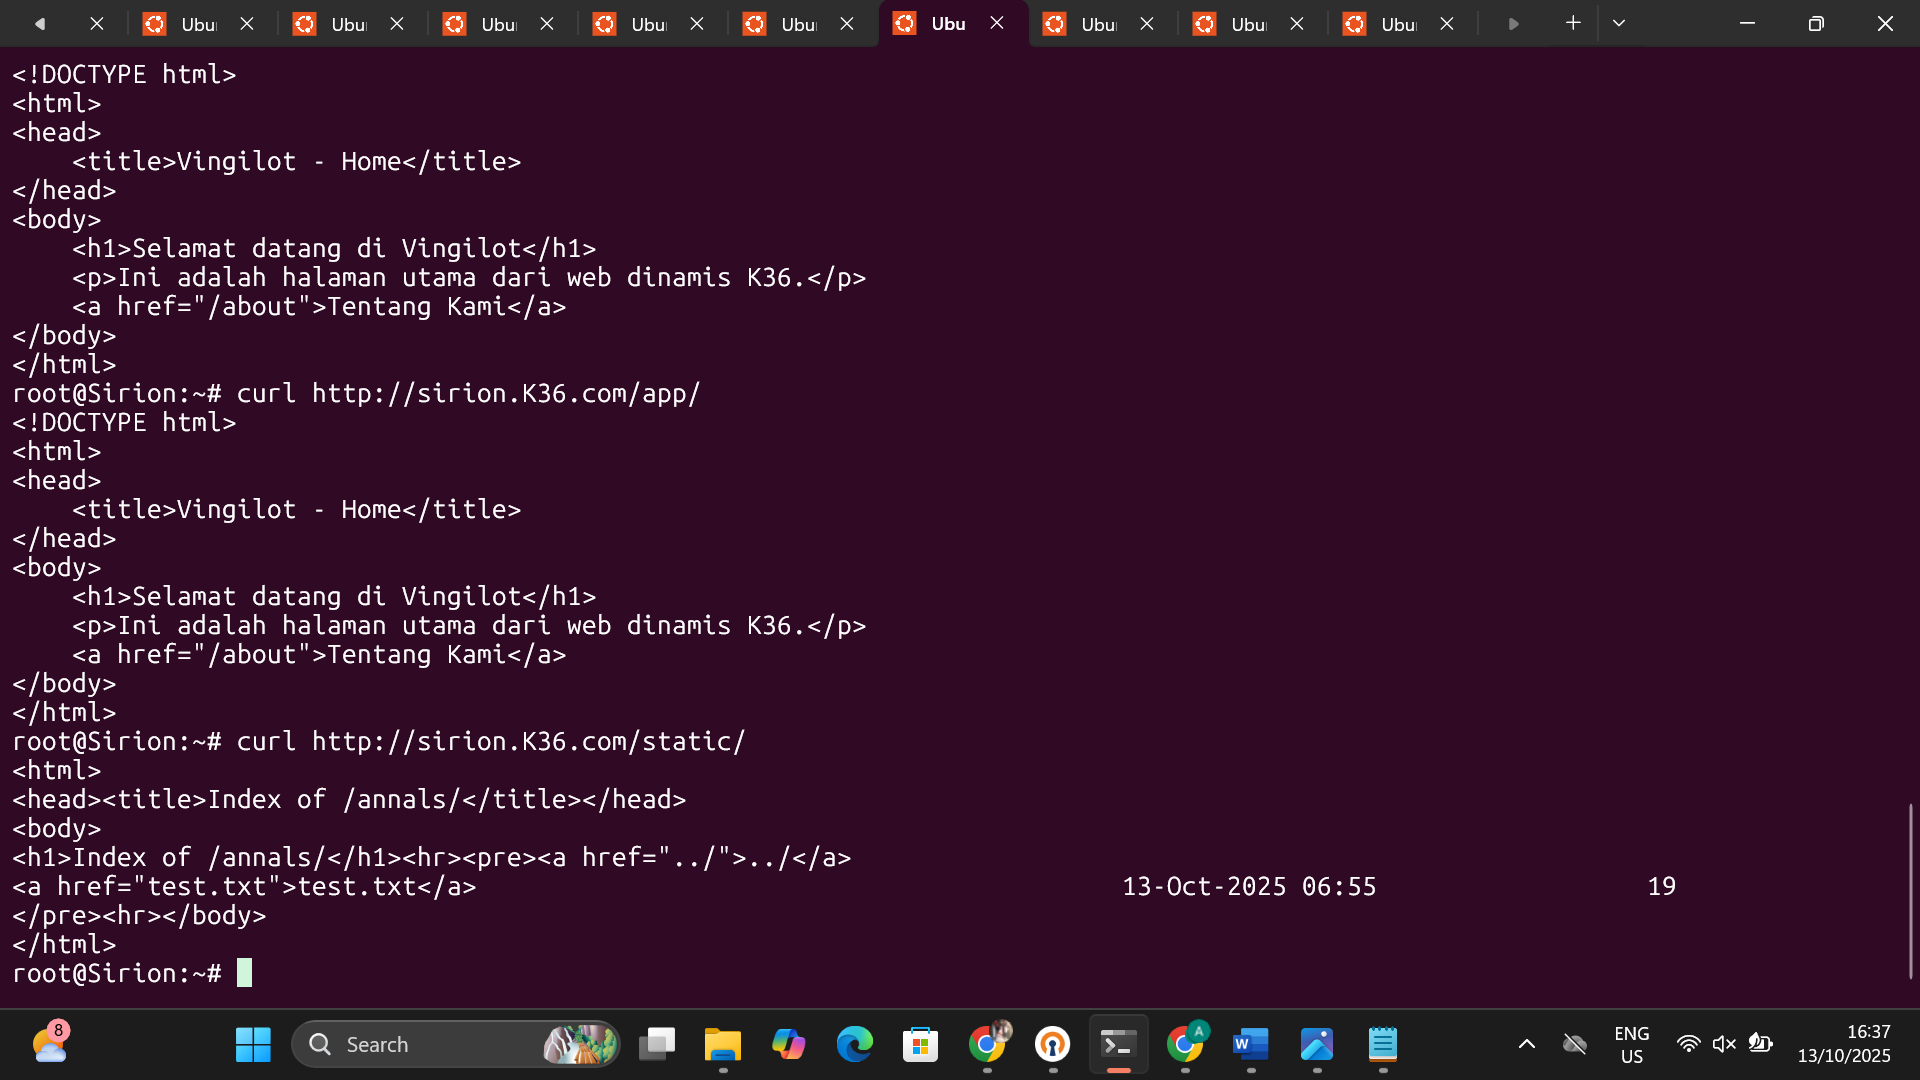 Ubu
Ubu
Ubu
Ubu
Ubu
Ubu
Ubu
Ubu
Ubu
<!DOCTYPE html>
<html>
<head>
    <title>Vingilot - Home</title>
</head>
<body>
    <h1>Selamat datang di Vingilot</h1>
    <p>Ini adalah halaman utama dari web dinamis K36.</p>
    <a href="/about">Tentang Kami</a>
</body>
</html>
root@Sirion:~# curl http://sirion.K36.com/app/
<!DOCTYPE html>
<html>
<head>
    <title>Vingilot - Home</title>
</head>
<body>
    <h1>Selamat datang di Vingilot</h1>
    <p>Ini adalah halaman utama dari web dinamis K36.</p>
    <a href="/about">Tentang Kami</a>
</body>
</html>
root@Sirion:~# curl http://sirion.K36.com/static/
<html>
<head><title>Index of /annals/</title></head>
<body>
<h1>Index of /annals/</h1><hr><pre><a href="../">../</a>
<a href="test.txt">test.txt</a> 13-Oct-2025 06:55 19
</pre><hr></body>
</html>
root@Sirion:~#
8
Search
A
W
ENG
US
16:37
13/10/2025